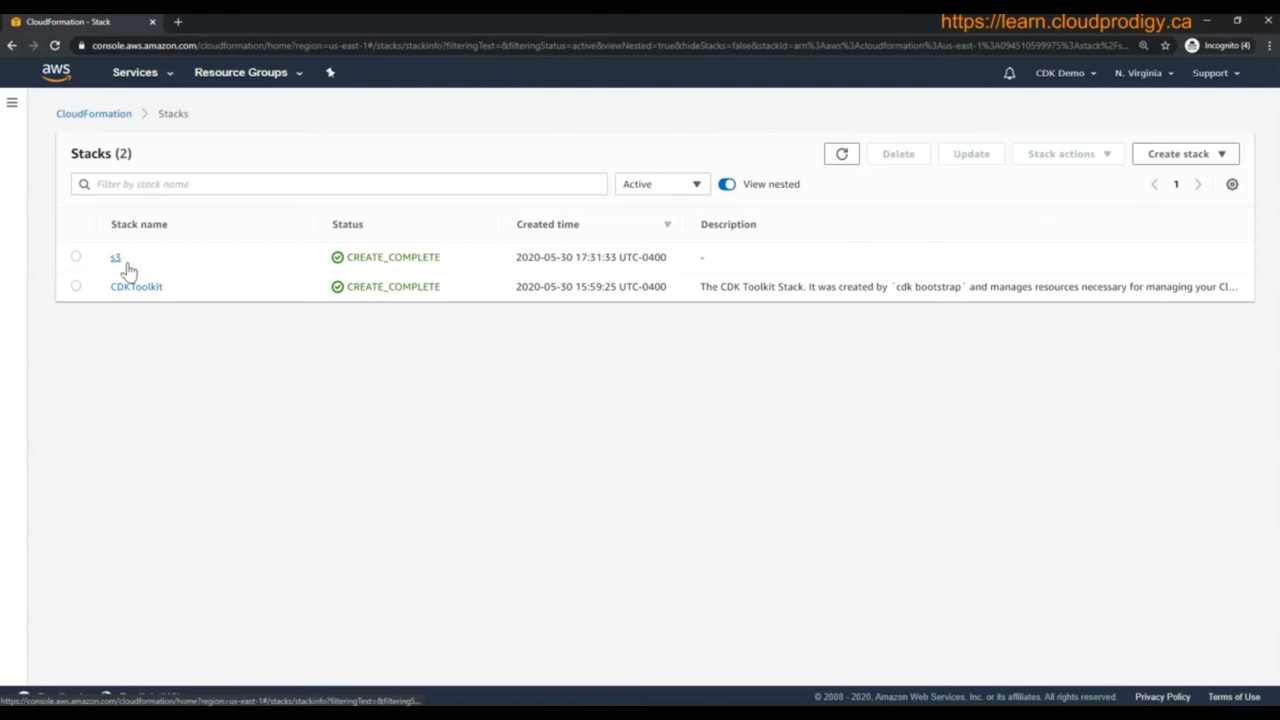 CloudFormation - Stack
https://learn.cloudprodigy.ca
console.aws.amazon.com/cloudformation/home?region=us-east-1#/stacks/stackinfo?filteringText=&filteringStatus=active&viewNested=true&hideStacks=false&stackId=arn%3Aaws%3Acloudformation%3Aus-east-1%3A094510599975%3Astack%2Fs...
Incognito (4)
aws
Services
Resource Groups
CDK Demo
N. Virginia
Support
CloudFormation
Stacks
Stacks (2)
Delete
Update
Stack actions
Create stack
Filter by stack name
Active
View nested
1
Stack name
Status
Created time
Description
s3
CREATE_COMPLETE
2020-05-30 17:31:33 UTC-0400
-
CDKToolkit
CREATE_COMPLETE
2020-05-30 15:59:25 UTC-0400
The CDK Toolkit Stack. It was created by `cdk bootstrap` and manages resources necessary for managing your Cl...
https://console.aws.amazon.com/cloudformation/home?region=us-east-1#/stacks/stackinfo?filteringText=&filteringS...
© 2008 - 2020, Amazon Web Services, Inc. or its affiliates. All rights reserved.
Privacy Policy
Terms of Use